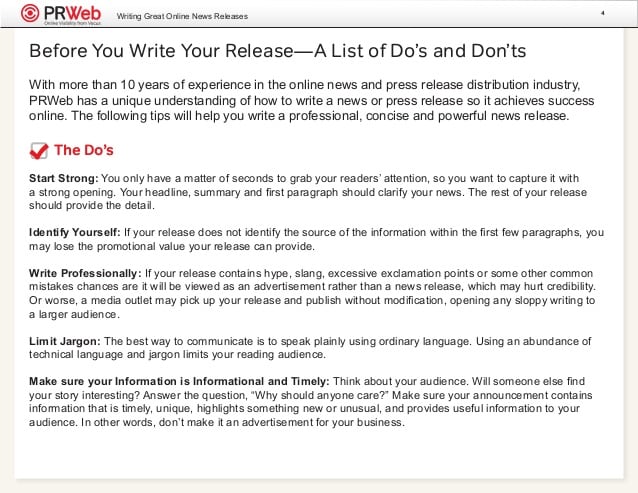 PRWeb
Online Visibility from Vocus
Writing Great Online News Releases
4
Before You Write Your Release—A List of Do's and Don'ts
With more than 10 years of experience in the online news and press release distribution industry,
PRWeb has a unique understanding of how to write a news or press release so it achieves success
online. The following tips will help you write a professional, concise and powerful news release.
The Do's
Start Strong: You only have a matter of seconds to grab your readers' attention, so you want to capture it with
a strong opening. Your headline, summary and first paragraph should clarify your news. The rest of your release
should provide the detail.
Identify Yourself: If your release does not identify the source of the information within the first few paragraphs, you
may lose the promotional value your release can provide.
Write Professionally: If your release contains hype, slang, excessive exclamation points or some other common
mistakes chances are it will be viewed as an advertisement rather than a news release, which may hurt credibility.
Or worse, a media outlet may pick up your release and publish without modification, opening any sloppy writing to
a larger audience.
Limit Jargon: The best way to communicate is to speak plainly using ordinary language. Using an abundance of
technical language and jargon limits your reading audience.
Make sure your Information is Informational and Timely: Think about your audience. Will someone else find
your story interesting? Answer the question, “Why should anyone care?” Make sure your announcement contains
information that is timely, unique, highlights something new or unusual, and provides useful information to your
audience. In other words, don't make it an advertisement for your business.